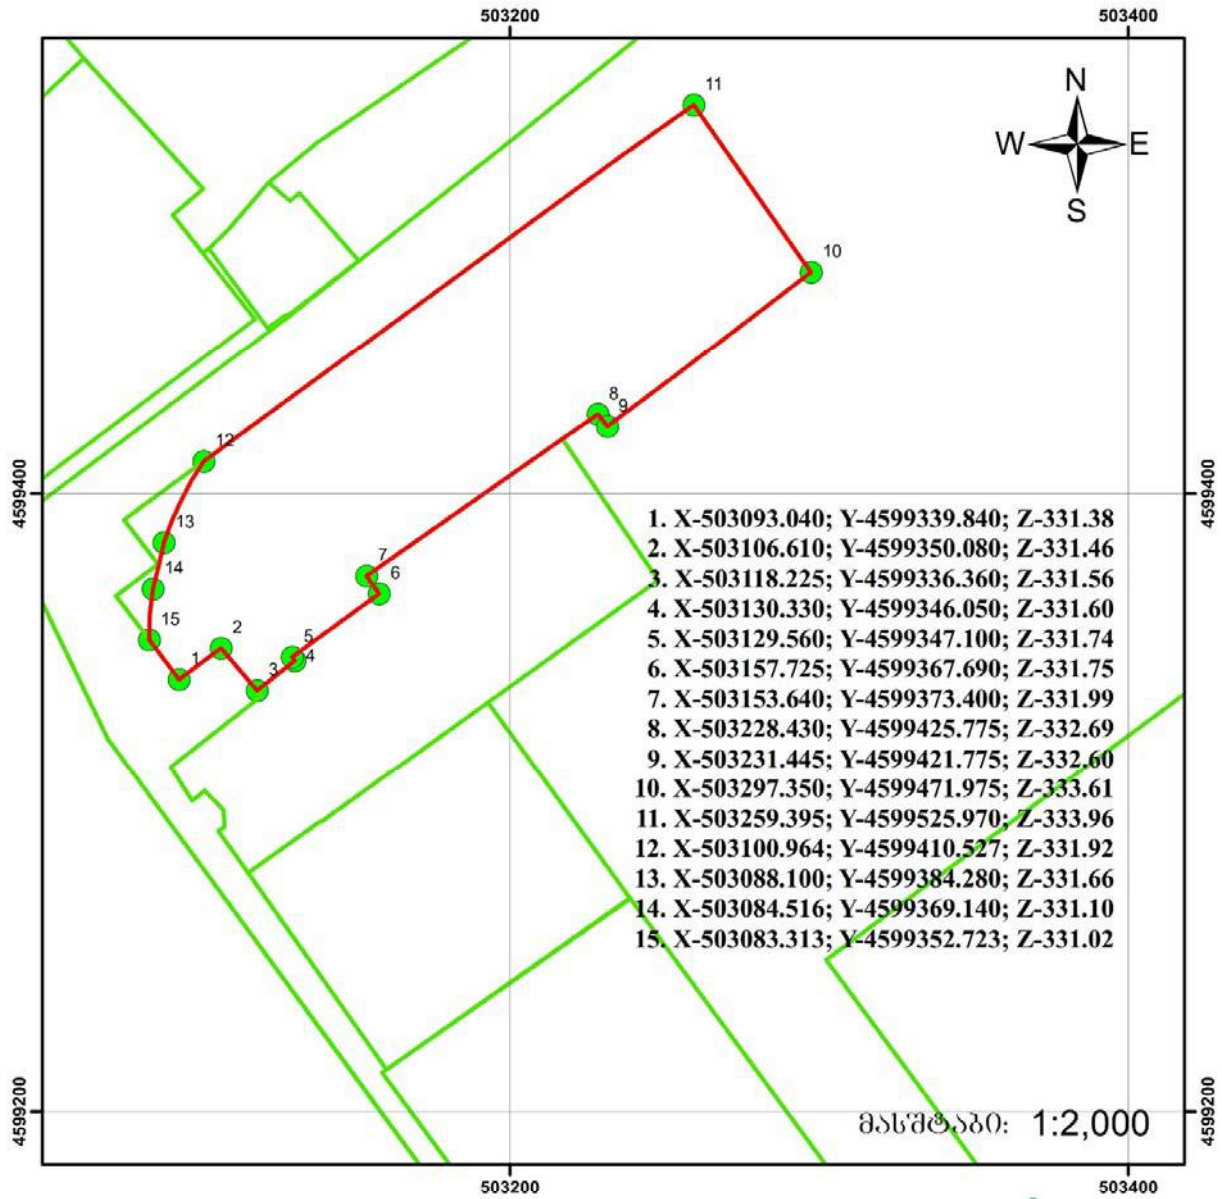 503200
503400
N
W
E
S
11
10
8
9
12
13
7
14
6
15
5
2
4
1
3
4599400
4599400
1. X-503093.040; Y-4599339.840; Z-331.38
2. X-503106.610; Y-4599350.080; Z-331.46
3. X-503118.225; Y-4599336.360; Z-331.56
4. X-503130.330; Y-4599346.050; Z-331.60
5. X-503129.560; Y-4599347.100; Z-331.74
6. X-503157.725; Y-4599367.690; Z-331.75
7. X-503153.640; Y-4599373.400; Z-331.99
8. X-503228.430; Y-4599425.775; Z-332.69
9. X-503231.445; Y-4599421.775; Z-332.60
10. X-503297.350; Y-4599471.975; Z-333.61
11. X-503259.395; Y-4599525.970; Z-333.96
12. X-503100.964; Y-4599410.527; Z-331.92
13. X-503088.100; Y-4599384.280; Z-331.66
14. X-503084.516; Y-4599369.140; Z-331.10
15. X-503083.313; Y-4599352.723; Z-331.02
4599200
4599200
მასშტაბი: 1:2,000
503200
503400